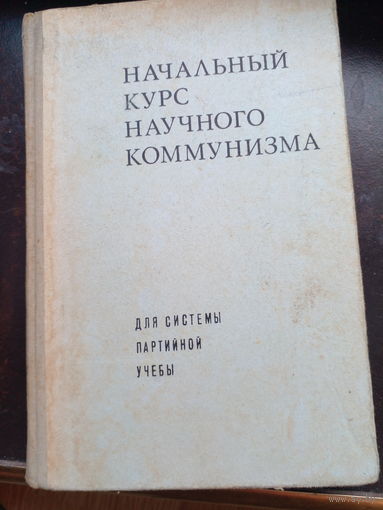 НАЧАЛЬНЫЙ
КУРС
НАУЧНОГО
КОММУНИЗМА
ДЛЯ СИСТЕМЫ
ПАРТИЙНОЙ
УЧЕБЫ